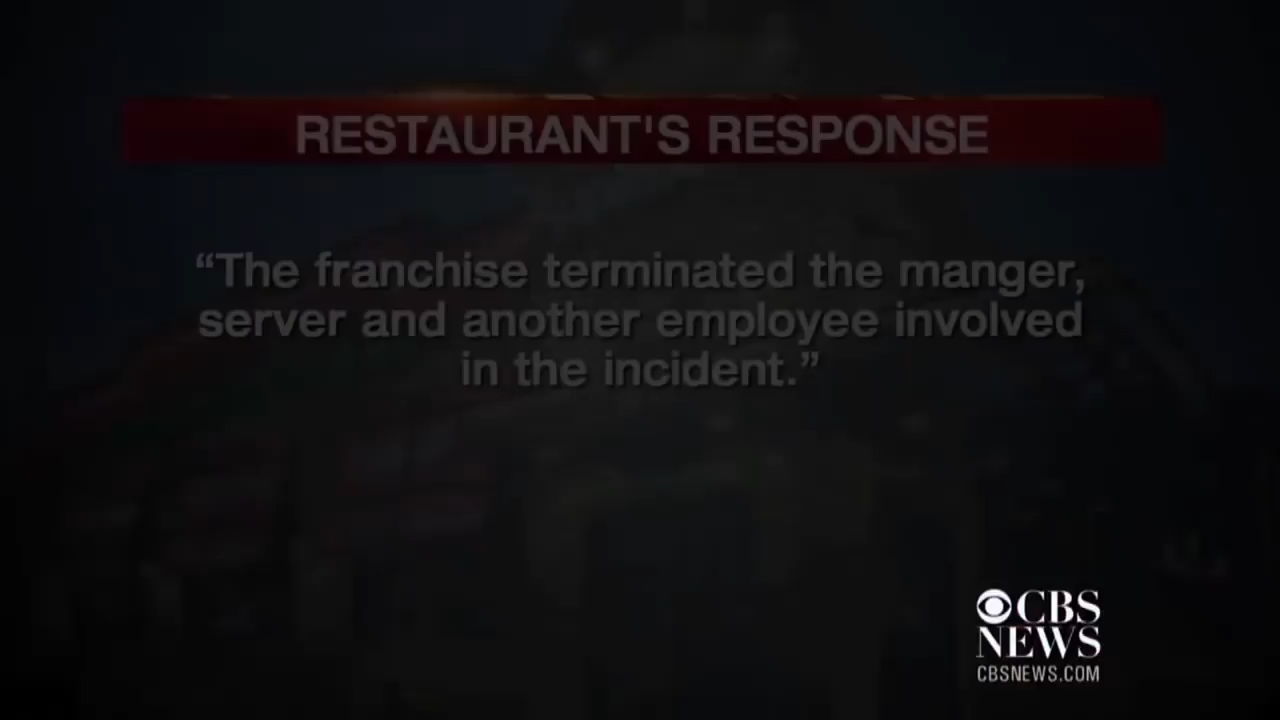 RESTAURANT'S RESPONSE
“The franchise terminated the manger,
server and another employee involved
in the incident.”
CBS
NEWS
CBSNEWS.COM